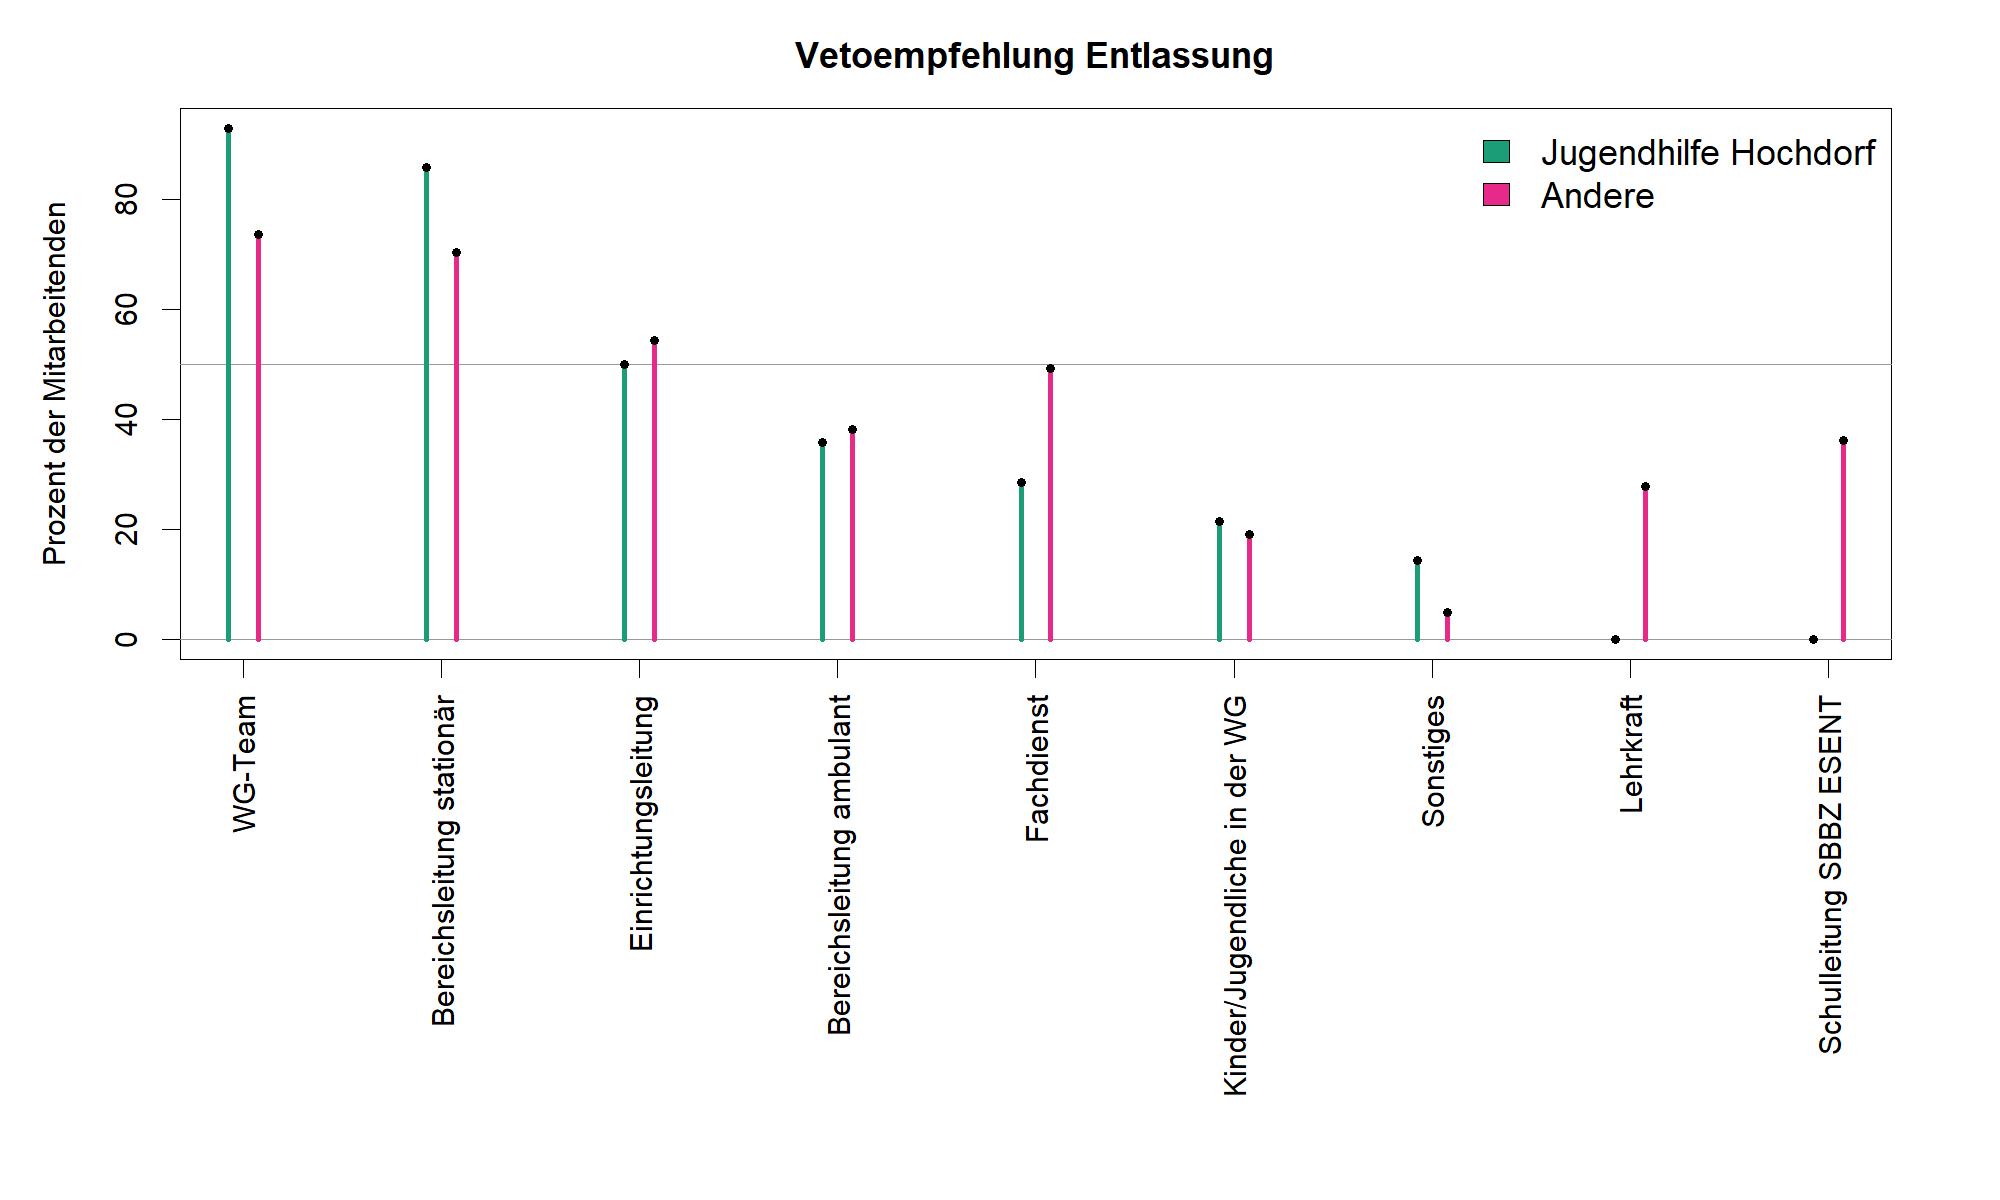 Vetoempfehlung Entlassung
Jugendhilfe Hochdorf
Andere
Prozent der Mitarbeitenden
80
60
40
20
0
WG-Team
Bereichsleitung stationär
Einrichtungsleitung
Bereichsleitung ambulant
Fachdienst
Kinder/Jugendliche in der WG
Sonstiges
Lehrkraft
Schulleitung SBBZ ESENT